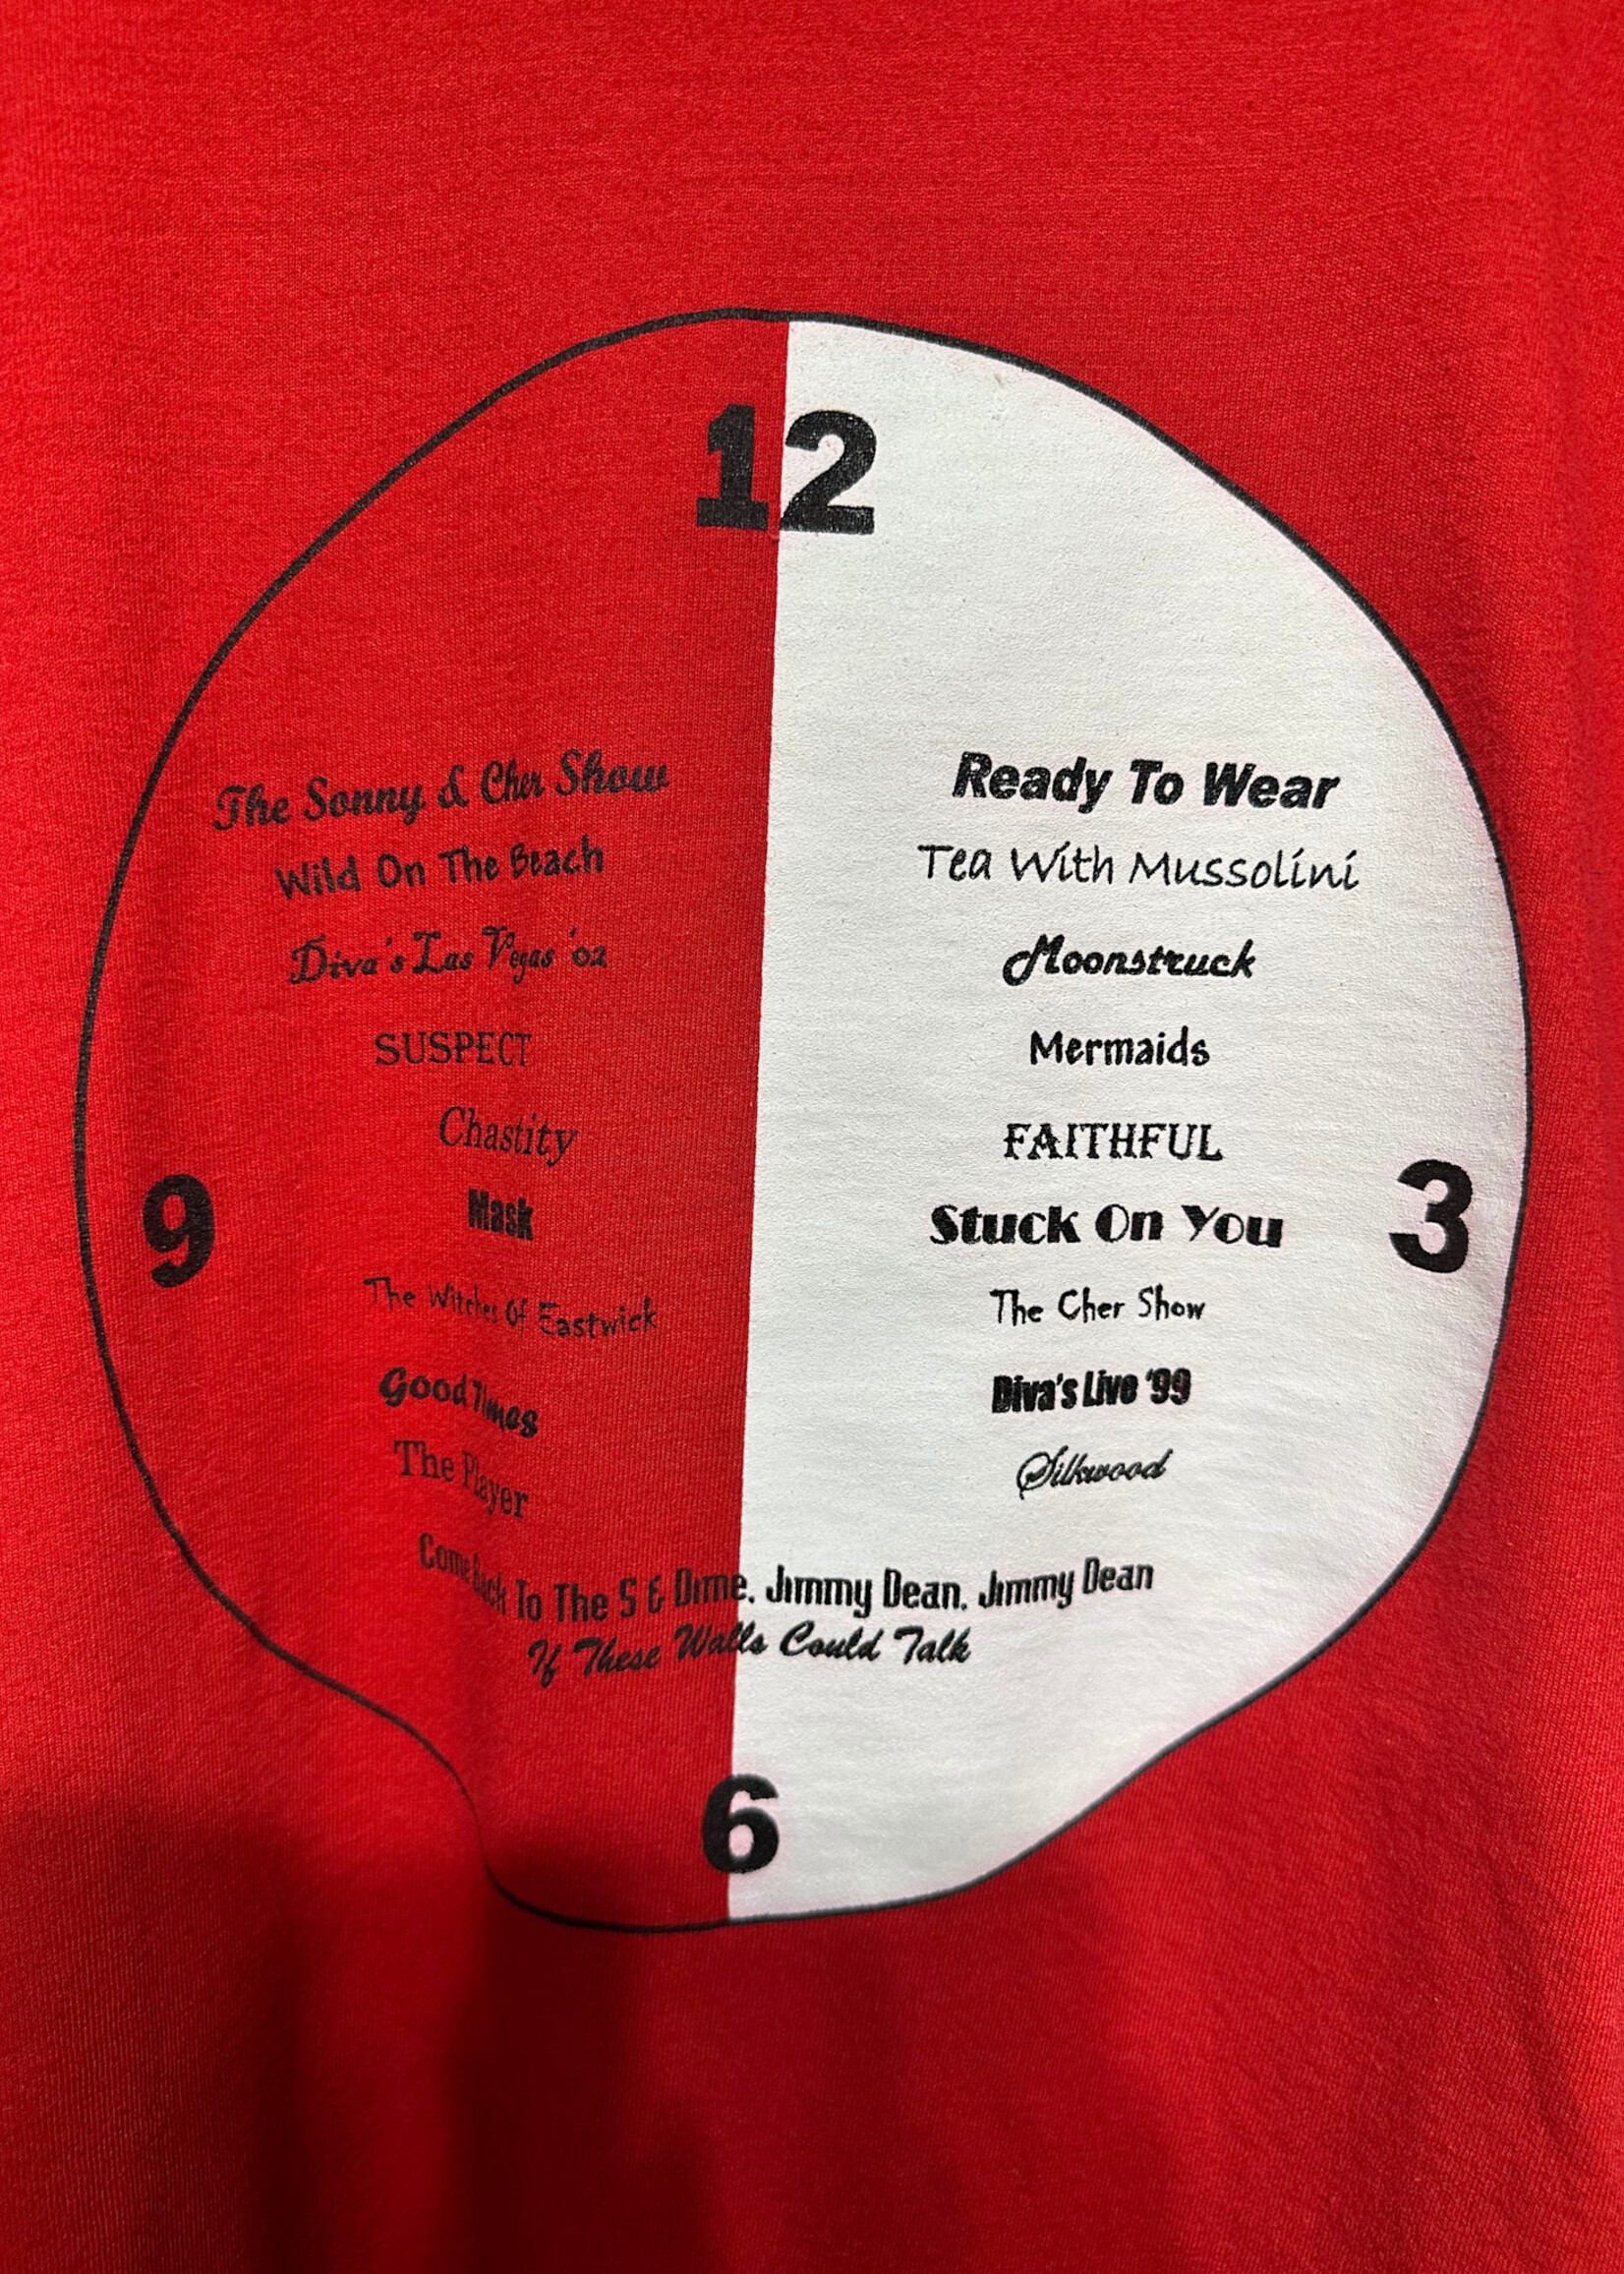 12
The Sonny & Cher Show
Wild On The Beach
Diva's Las Vegas '02
SUSPECT
Chastity
Mask
The Witches Of Eastwick
Good Times
The Player
Ready To Wear
Tea With Mussolini
Moonstruck
Mermaids
FAITHFUL
Stuck On You
The Cher Show
Diva's Live '99
Silkwood
9
3
Come Back To The 5 & Dime, Jimmy Dean, Jimmy Dean
If These Walls Could Talk
6